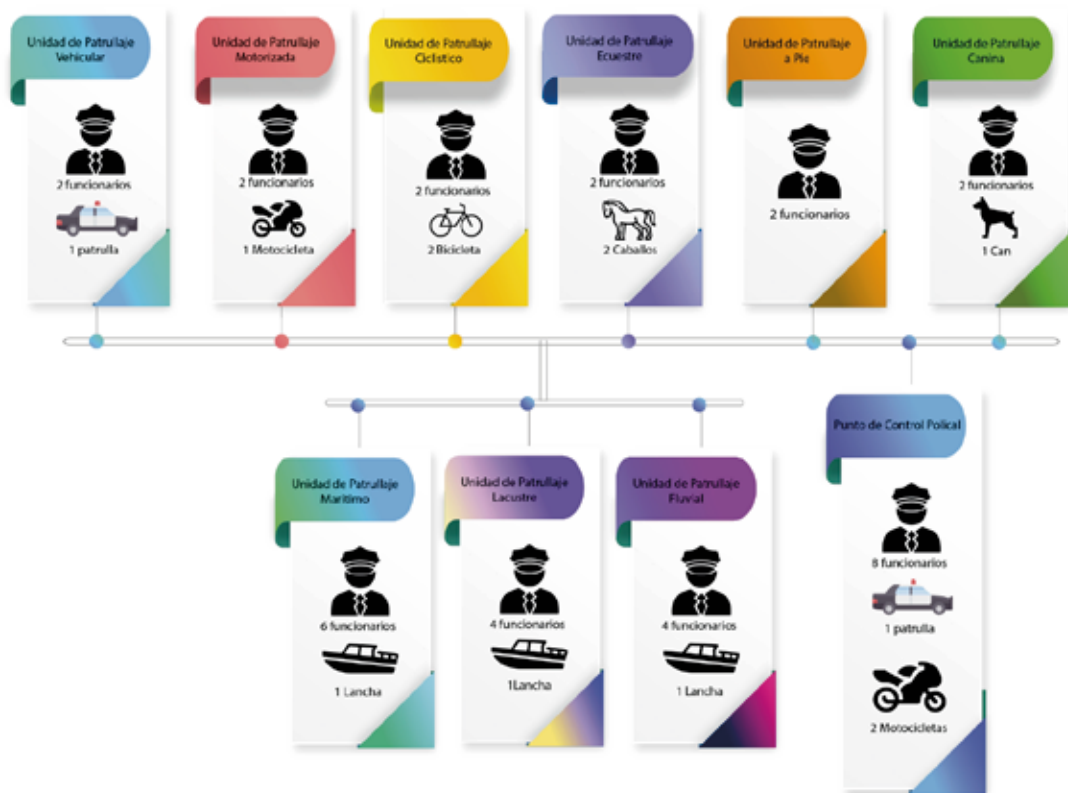 Unidad de Patrullaje
Vehicular
2 funcionarios
1 patrulla
Unidad de Patrullaje
Motorizada
2 funcionarios
1 Motocicleta
Unidad de Patrullaje
Ciclístico
2 funcionarios
2 Bicicleta
Unidad de Patrullaje
Ecuestre
2 funcionarios
2 Caballos
Unidad de Patrullaje
a Pie
2 funcionarios
Unidad de Patrullaje
Canina
2 funcionarios
1 Can
Unidad de Patrullaje
Marítimo
6 funcionarios
1 Lancha
Unidad de Patrullaje
Lacustre
4 funcionarios
1Lancha
Unidad de Patrullaje
Fluvial
4 funcionarios
1 Lancha
Punto de Control Polical
8 funcionarios
1 patrulla
2 Motocicletas